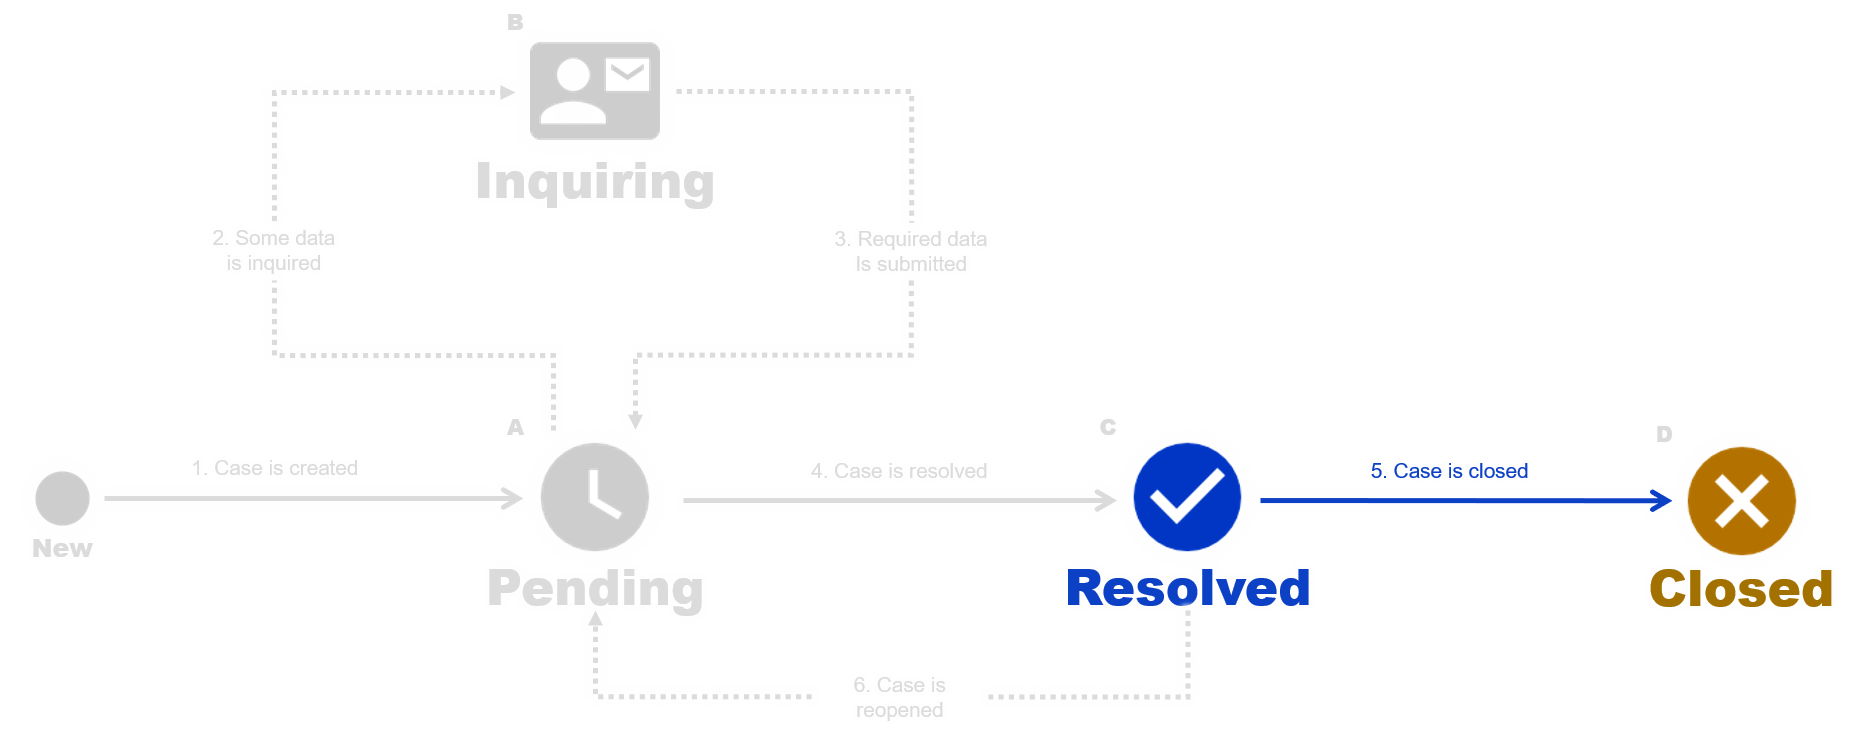 B
Inquiring
2. Some data
is inquired
3. Required data
Is submitted
A
C
D
1. Case is created
4. Case is resolved
5. Case is closed
New
Pending
Resolved
Closed
6. Case is
reopened